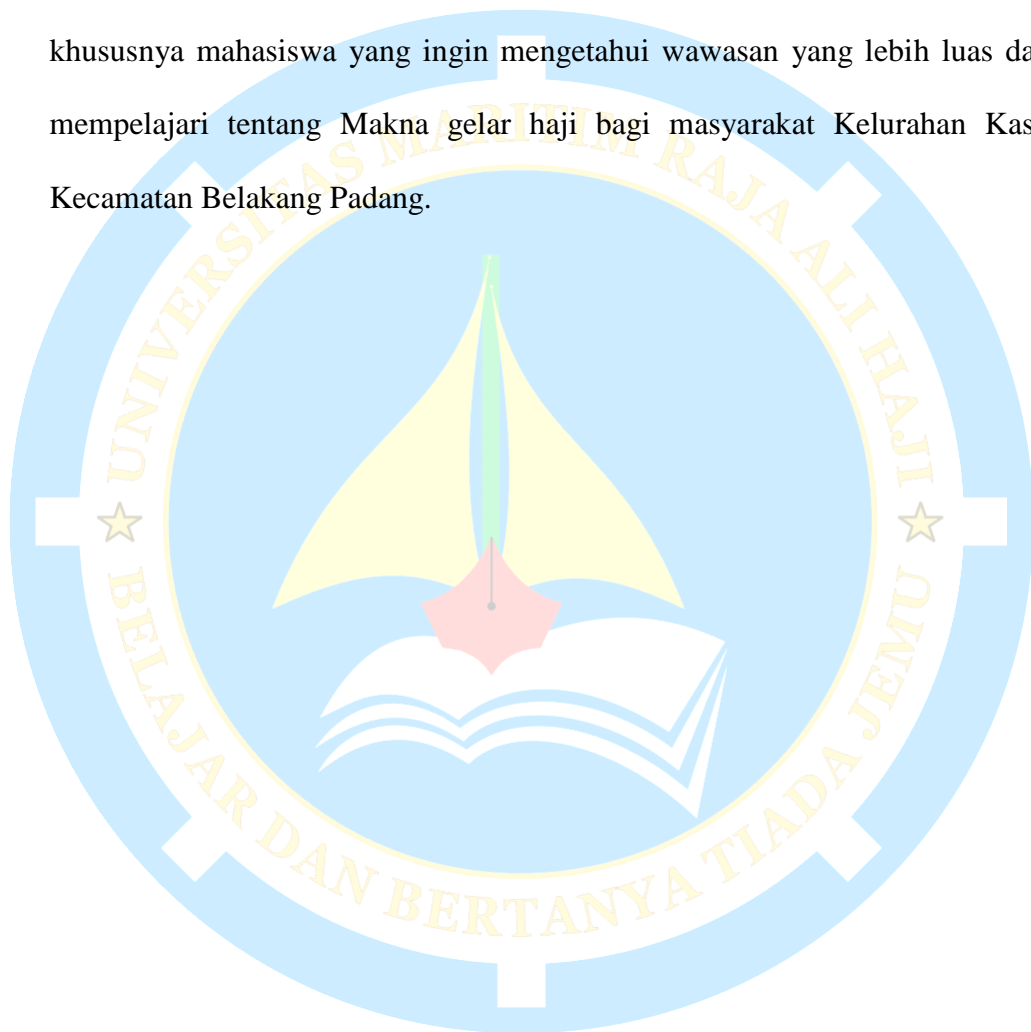 khususnya mahasiswa yang ingin mengetahui wawasan yang lebih luas da
mempelajari tentang Makna gelar haji bagi masyarakat Kelurahan Kas
Kecamatan Belakang Padang.
UNIVERSITAS MARITIM RAJA ALI HAJI
BELAJAR DAN BERTANYA TIADA JEMU